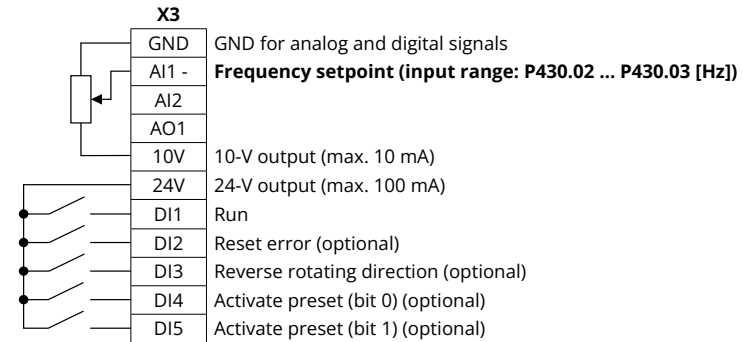 X3
GND GND for analog and digital signals
AI1 - Frequency setpoint (input range: P430.02 ... P430.03 [Hz])
AI2
AO1
10V 10-V output (max. 10 mA)
24V 24-V output (max. 100 mA)
DI1 Run
DI2 Reset error (optional)
DI3 Reverse rotating direction (optional)
DI4 Activate preset (bit 0) (optional)
DI5 Activate preset (bit 1) (optional)